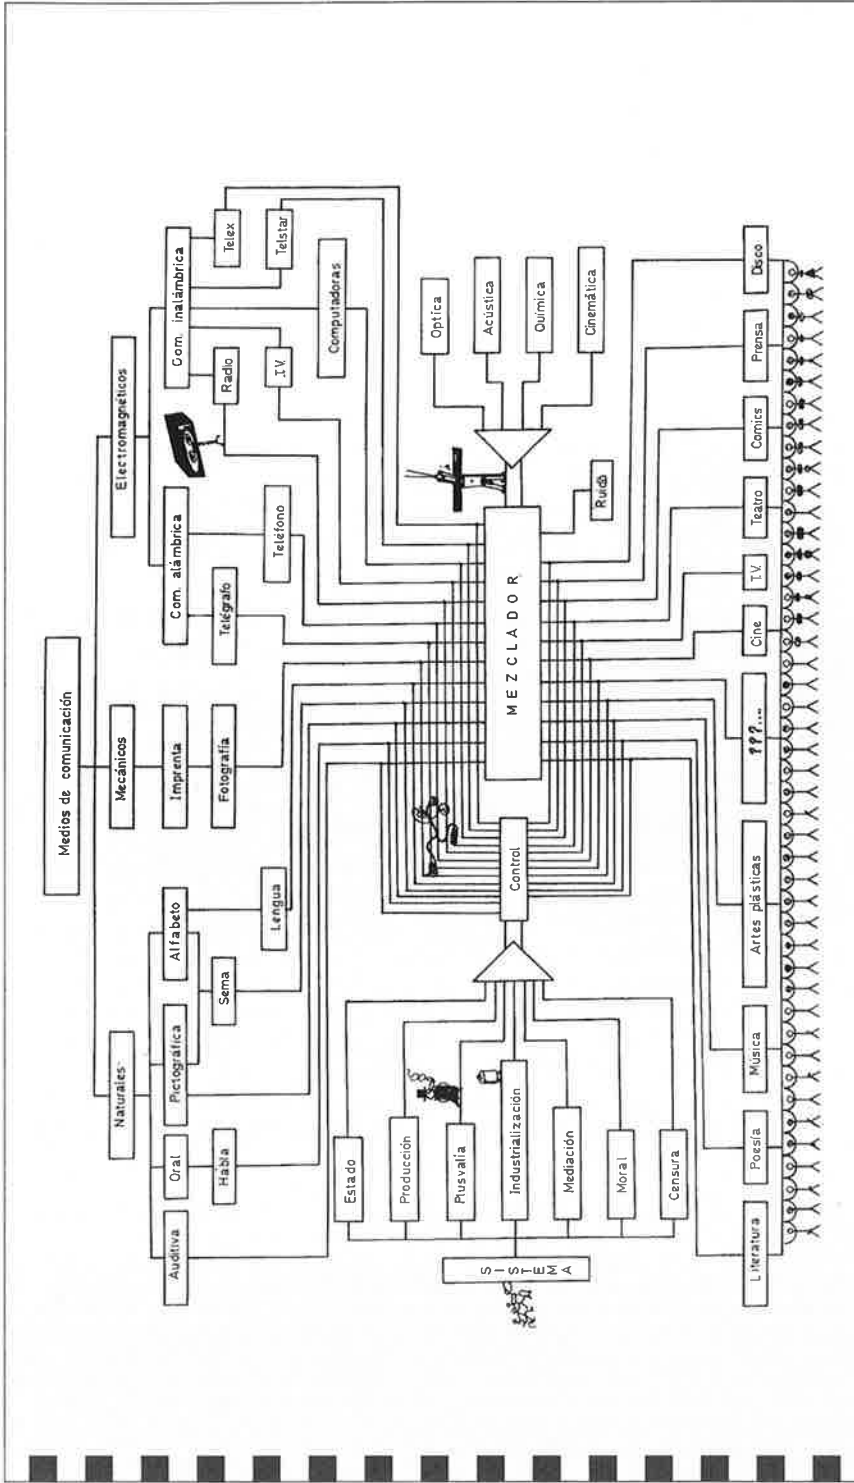 Medios de comunicación
Naturales
Mecánicos
Electromagnéticos
Auditiva
Oral
Pictográfica
Alfabeto
Imprenta
Com. alámbrica
Com. inalámbrica
Habla
Sema
Fotografía
Telégrafo
Radio
Telex
Lengua
Teléfono
T.V.
Telstar
Computadoras
Estado
Producción
Plusvalía
Industrialización
Mediación
Moral
Censura
SISTEMA
Control
MEZCLADOR
Ruido
Optica
Acústica
Química
Cinemática
Literatura
Poesía
Música
Artes plásticas
???...
Cine
T.V.
Teatro
Comics
Prensa
Disco